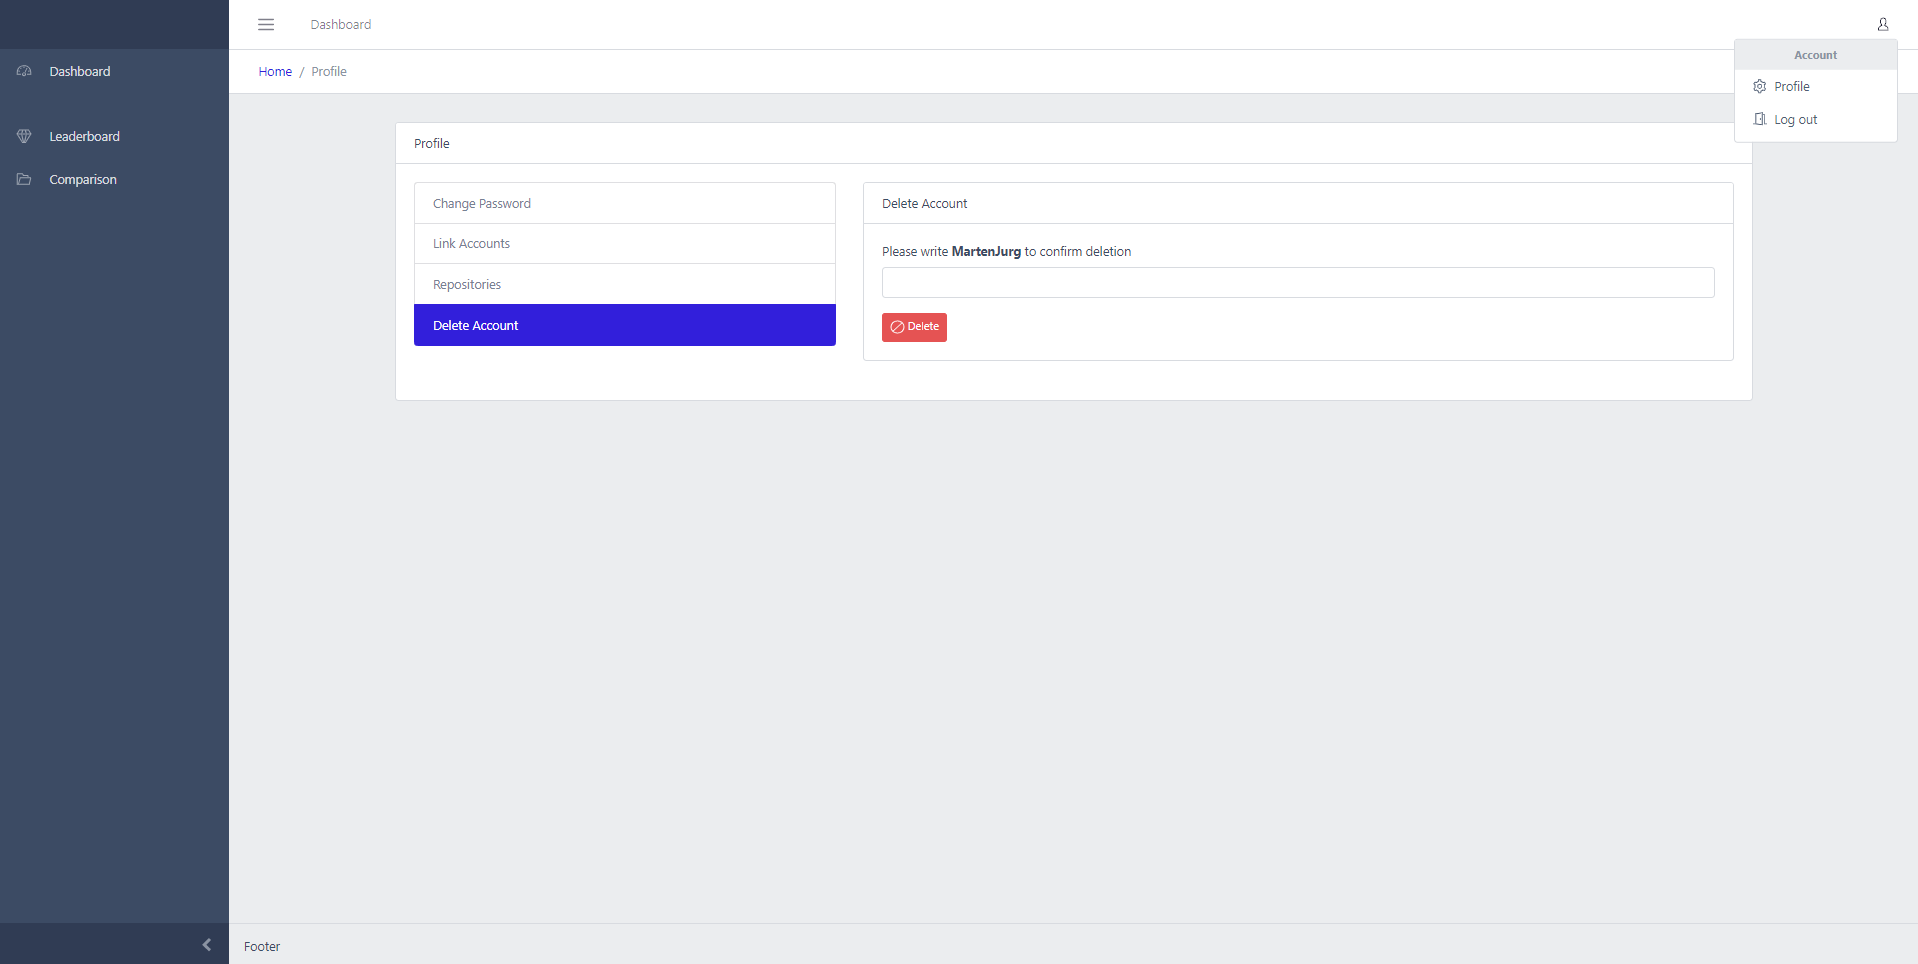 Dashboard
Account
Dashboard
Home / Profile
Profile
Log out
Leaderboard
Comparison
Profile
Change Password
Link Accounts
Repositories
Delete Account
Delete Account
Please write MartenJurg to confirm deletion
Delete
Footer